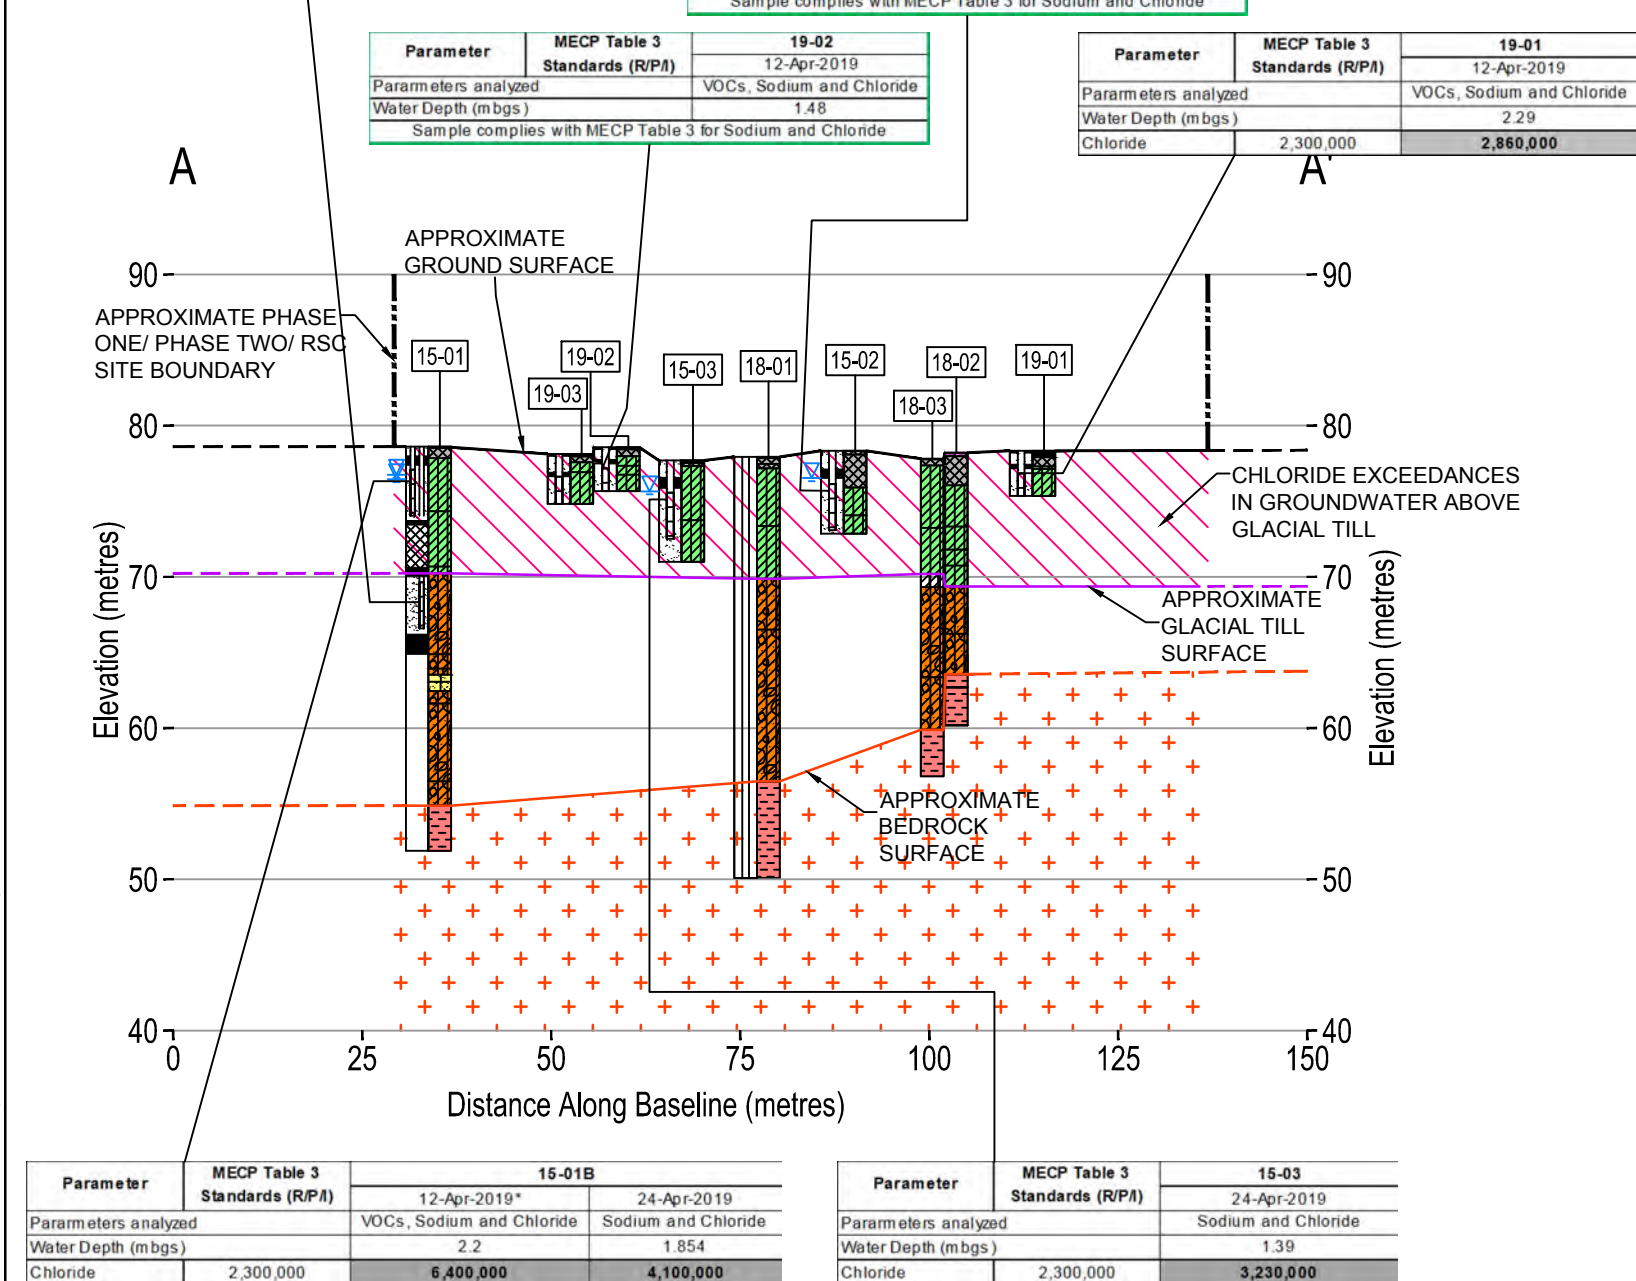 Sample complies with MECP Table 3 for Sodium and Chloride
Parameter MECP Table 3 Standards (R/P/I) 19-02
12-Apr-2019
Pararmeters analyzed VOCs, Sodium and Chloride
Water Depth (mbgs) 1.48
Sample complies with MECP Table 3 for Sodium and Chloride
Parameter MECP Table 3 Standards (R/P/I) 19-01
12-Apr-2019
Pararmeters analyzed VOCs, Sodium and Chloride
Water Depth (mbgs) 2.29
Chloride 2,300,000 2,860,000
A
A'
APPROXIMATE
GROUND SURFACE
90
90
APPROXIMATE PHASE
ONE/ PHASE TWO/ RSC
SITE BOUNDARY
15-01
19-03
19-02
15-03
18-01
15-02
18-03
18-02
19-01
80
80
CHLORIDE EXCEEDANCES
IN GROUNDWATER ABOVE
GLACIAL TILL
70
70
APPROXIMATE
GLACIAL TILL
SURFACE
Elevation (metres)
Elevation (metres)
60
60
APPROXIMATE
BEDROCK
SURFACE
50
50
40
40
0 25 50 75 100 125 150
Distance Along Baseline (metres)
Parameter MECP Table 3 Standards (R/P/I) 15-01B
12-Apr-2019* 24-Apr-2019
Pararmeters analyzed VOCs, Sodium and Chloride Sodium and Chloride
Water Depth (mbgs) 2.2 1.854
Chloride 2,300,000 6,400,000 4,100,000
Parameter MECP Table 3 Standards (R/P/I) 15-03
24-Apr-2019
Pararmeters analyzed Sodium and Chloride
Water Depth (mbgs) 1.39
Chloride 2,300,000 3,230,000